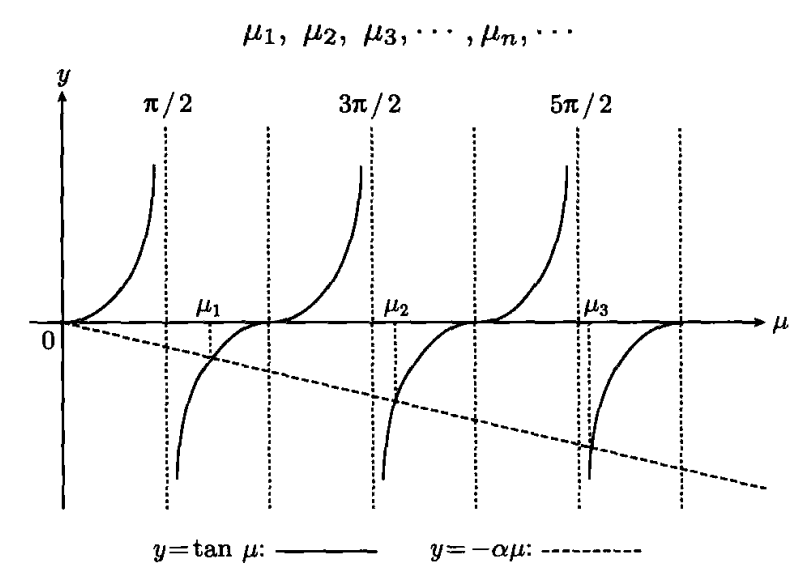 μ₁, μ₂, μ₃, ⋯ , μₙ, ⋯
y
π/2 3π/2 5π/2
μ₁ μ₂ μ₃
0
μ
y=tan μ: y=−αμ: